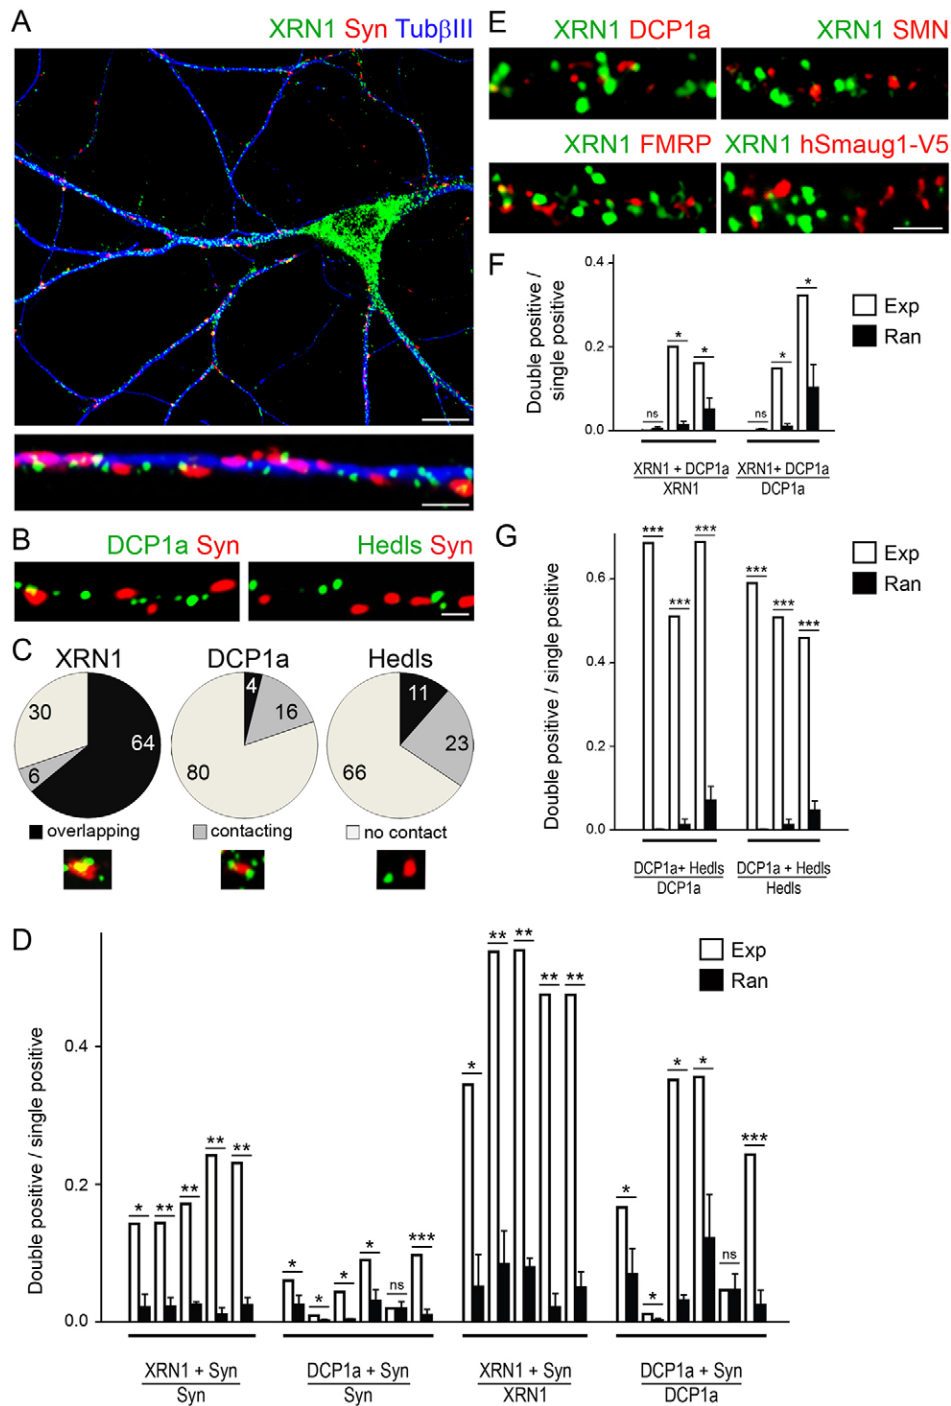 A
XRN1 Syn TubβIII
B
DCP1a Syn
Hedls Syn
C
XRN1
DCP1a
Hedls
30
64
6
4
16
80
11
23
66
overlapping
contacting
no contact
D
Double positive / single positive
0.4
0.2
0.0
* ** ** ** **
* * * * ns ***
* ** ** ** **
* * * * ns ***
Exp
Ran
XRN1 + Syn
Syn
DCP1a + Syn
Syn
XRN1 + Syn
XRN1
DCP1a + Syn
DCP1a
E
XRN1 DCP1a
XRN1 SMN
XRN1 FMRP
XRN1 hSmaug1-V5
F
Double positive /
single positive
0.4
0.2
0.0
ns * *
ns * *
Exp
Ran
XRN1 + DCP1a
XRN1
XRN1+ DCP1a
DCP1a
G
Double positive / single positive
0.6
0.4
0.2
0.0
*** *** ***
*** *** ***
Exp
Ran
DCP1a+ Hedls
DCP1a
DCP1a + Hedls
Hedls